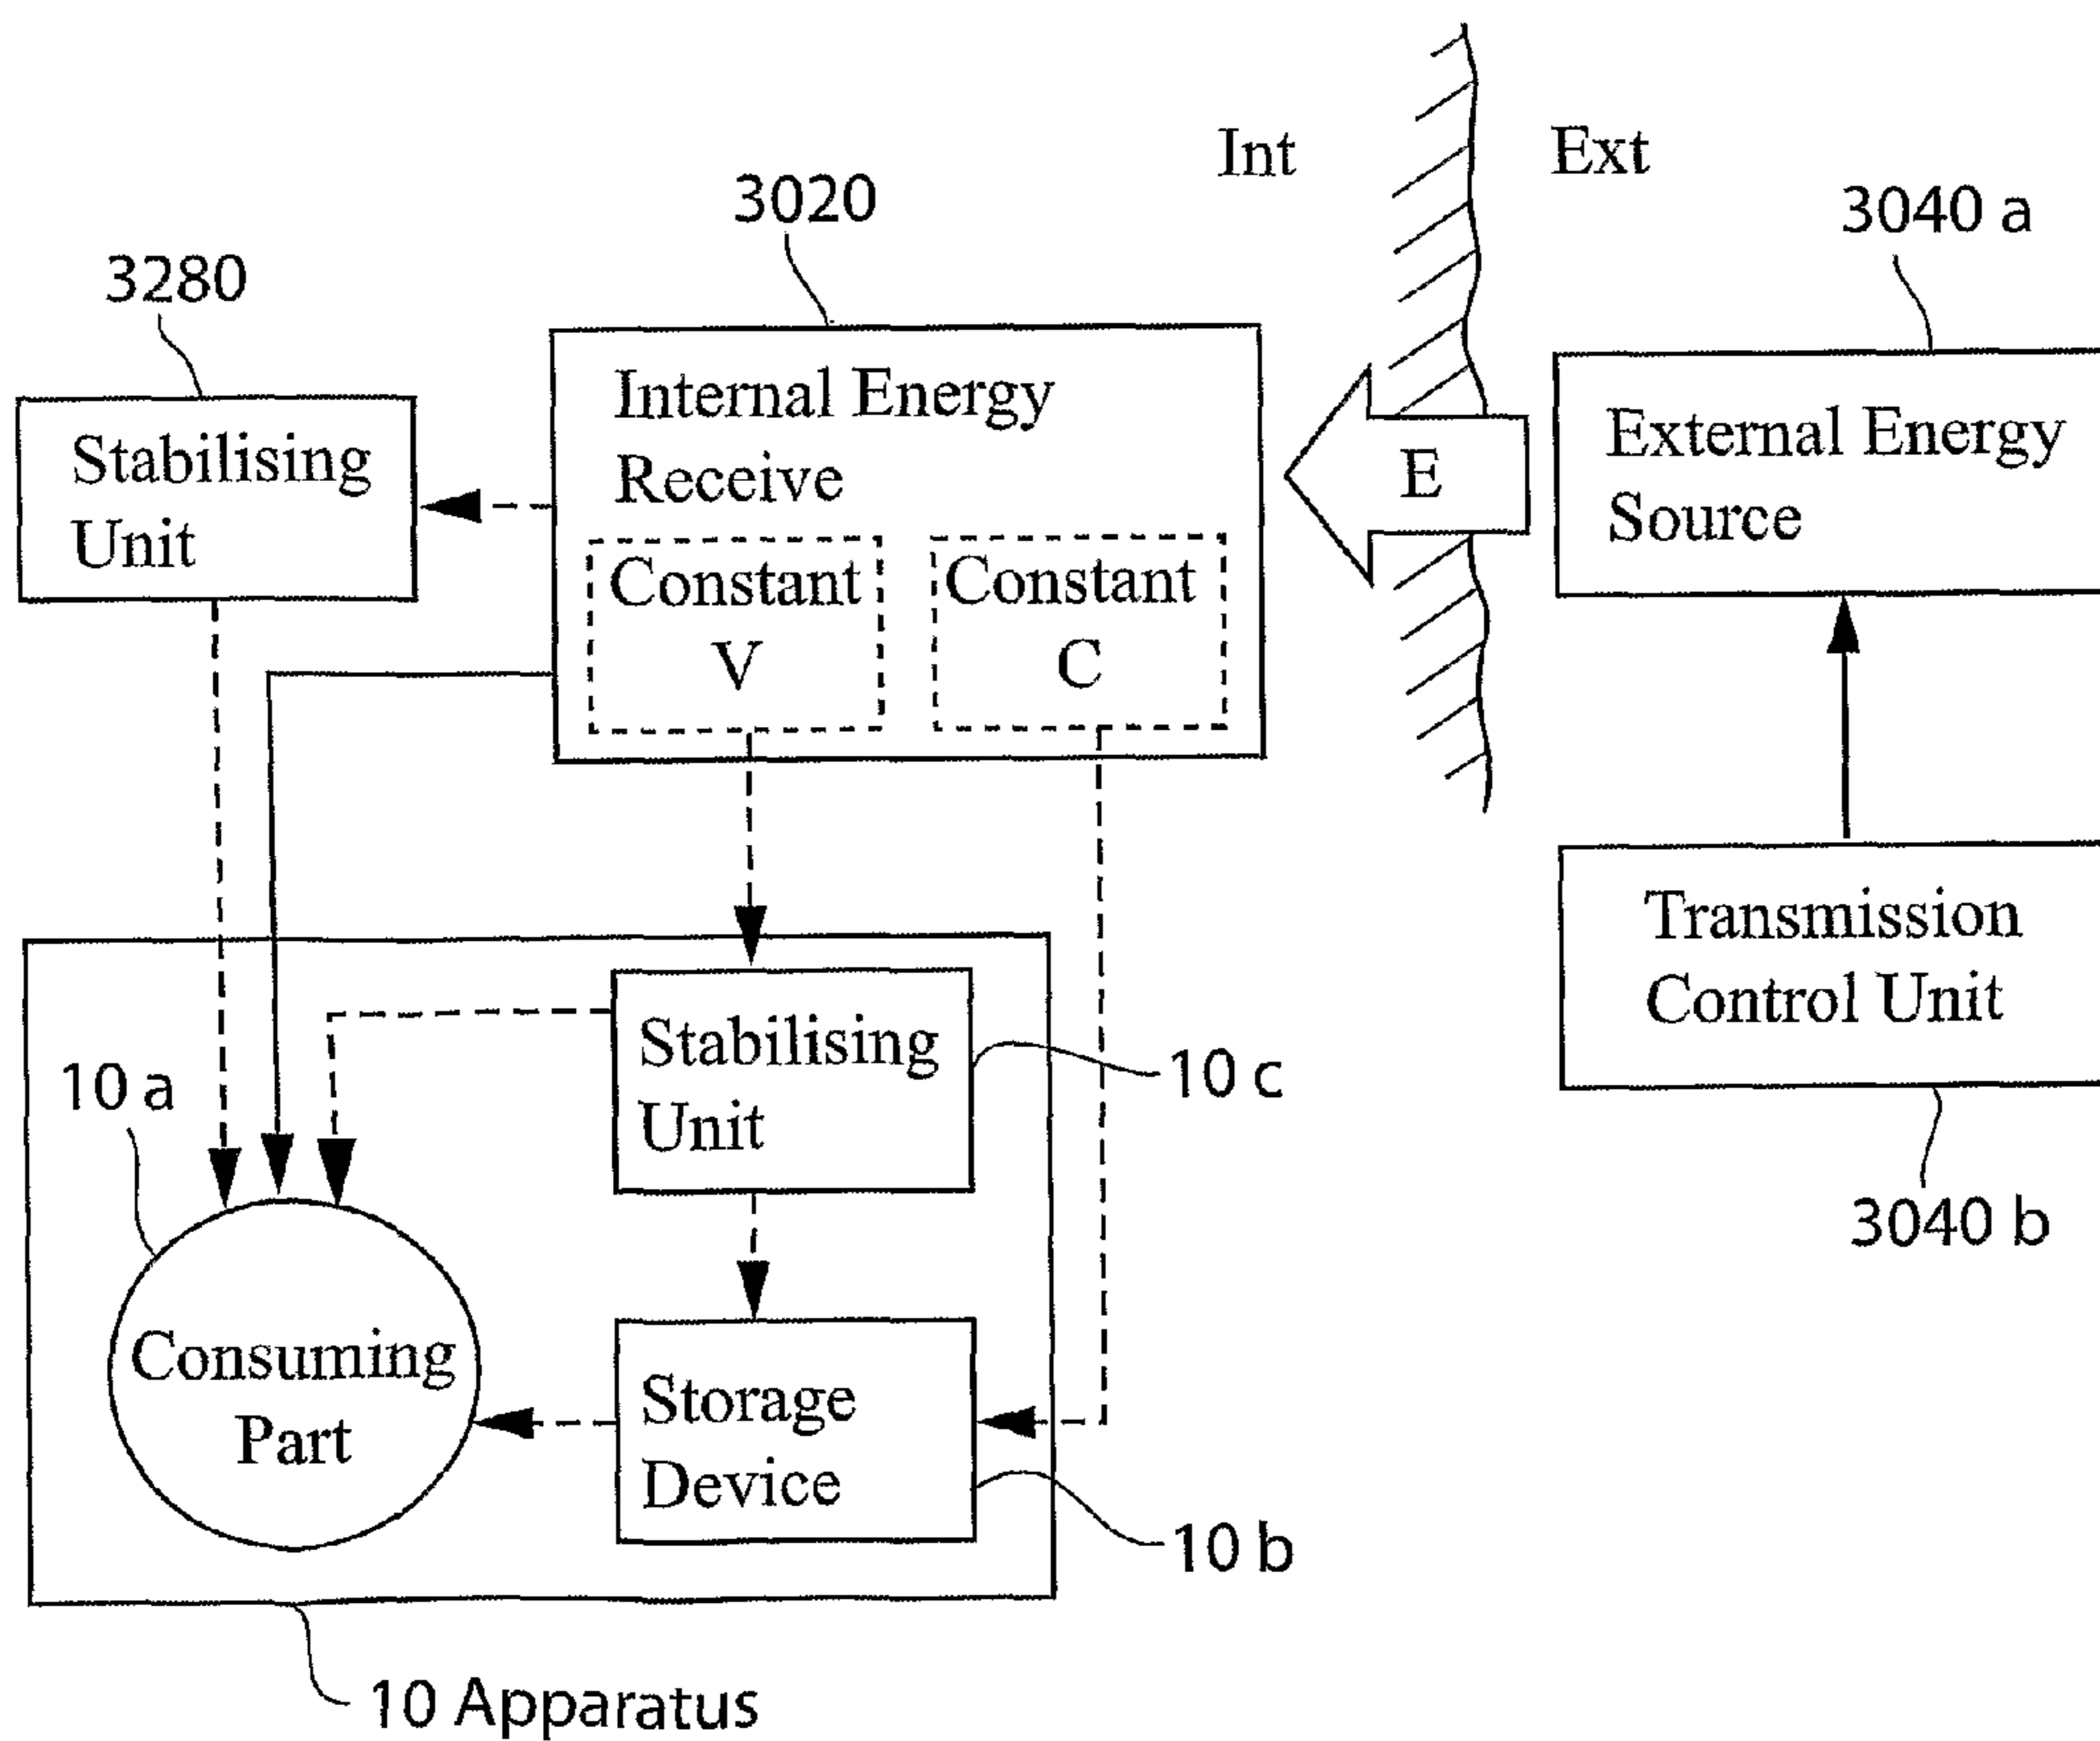 Int
Ext
3020
3040 a
3280
Internal Energy
Receive
Stabilising
Unit
E
External Energy
Source
Constant
V
Constant
C
Transmission
Control Unit
Stabilising
Unit
10 c
10 a
3040 b
Consuming
Part
Storage
Device
10 b
10 Apparatus